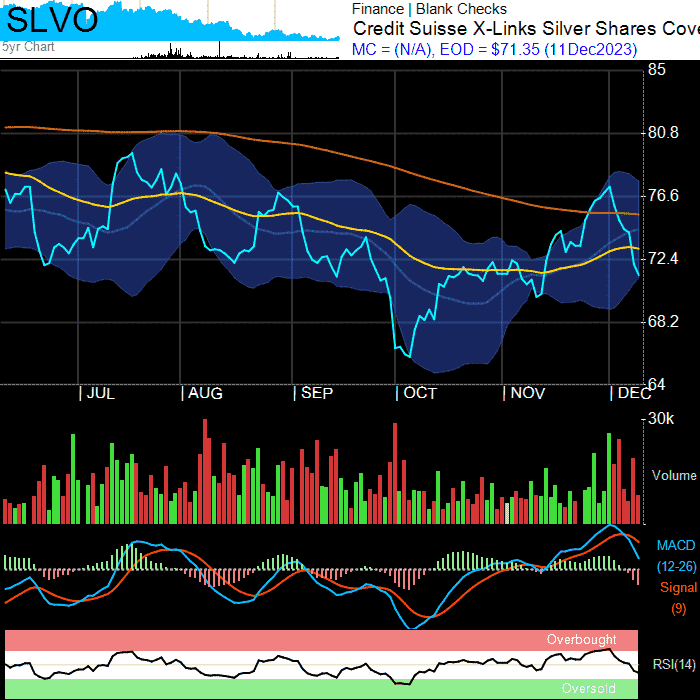 SLVO
5yr Chart
Finance | Blank Checks
Credit Suisse X-Links Silver Shares Cove
MC = (N/A), EOD = $71.35 (11Dec2023)
85
80.8
76.6
72.4
68.2
64
| JUL | AUG | SEP | OCT | NOV | DEC
30k
Volume
MACD
(12-26)
Signal
(9)
Overbought
RSI(14)
Oversold